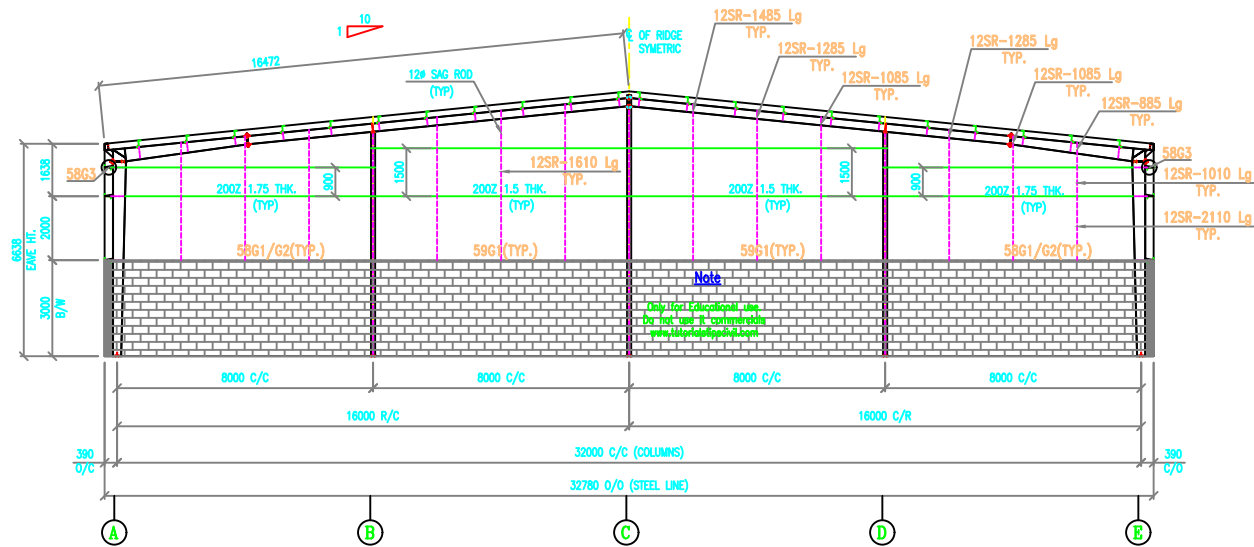 10
1
16472
℄ OF RIDGE
SYMETRIC
12SR-1485 Lg
TYP.
12SR-1285 Lg
TYP.
12SR-1085 Lg
TYP.
12SR-1285 Lg
TYP.
12SR-1085 Lg
TYP.
12SR-885 Lg
TYP.
12ø SAG ROD
(TYP)
58G3
58G3
12SR-1610 Lg
TYP.
12SR-1010 Lg
TYP.
12SR-2110 Lg
TYP.
1638
900
1500
1500
900
200Z 1.75 THK.
(TYP)
200Z 1.5 THK.
(TYP)
200Z 1.5 THK.
(TYP)
200Z 1.75 THK.
(TYP)
6638
EAVE HT.
2000
3000
B/W
58G1/G2(TYP.)
59G1(TYP.)
59G1(TYP.)
58G1/G2(TYP.)
Note
Only for Educational use
Do not use it
8000 C/C
8000 C/C
8000 C/C
8000 C/C
16000 R/C
16000 C/R
390
O/C
32000 C/C (COLUMNS)
390
C/O
32780 O/O (STEEL LINE)
A
B
C
D
E